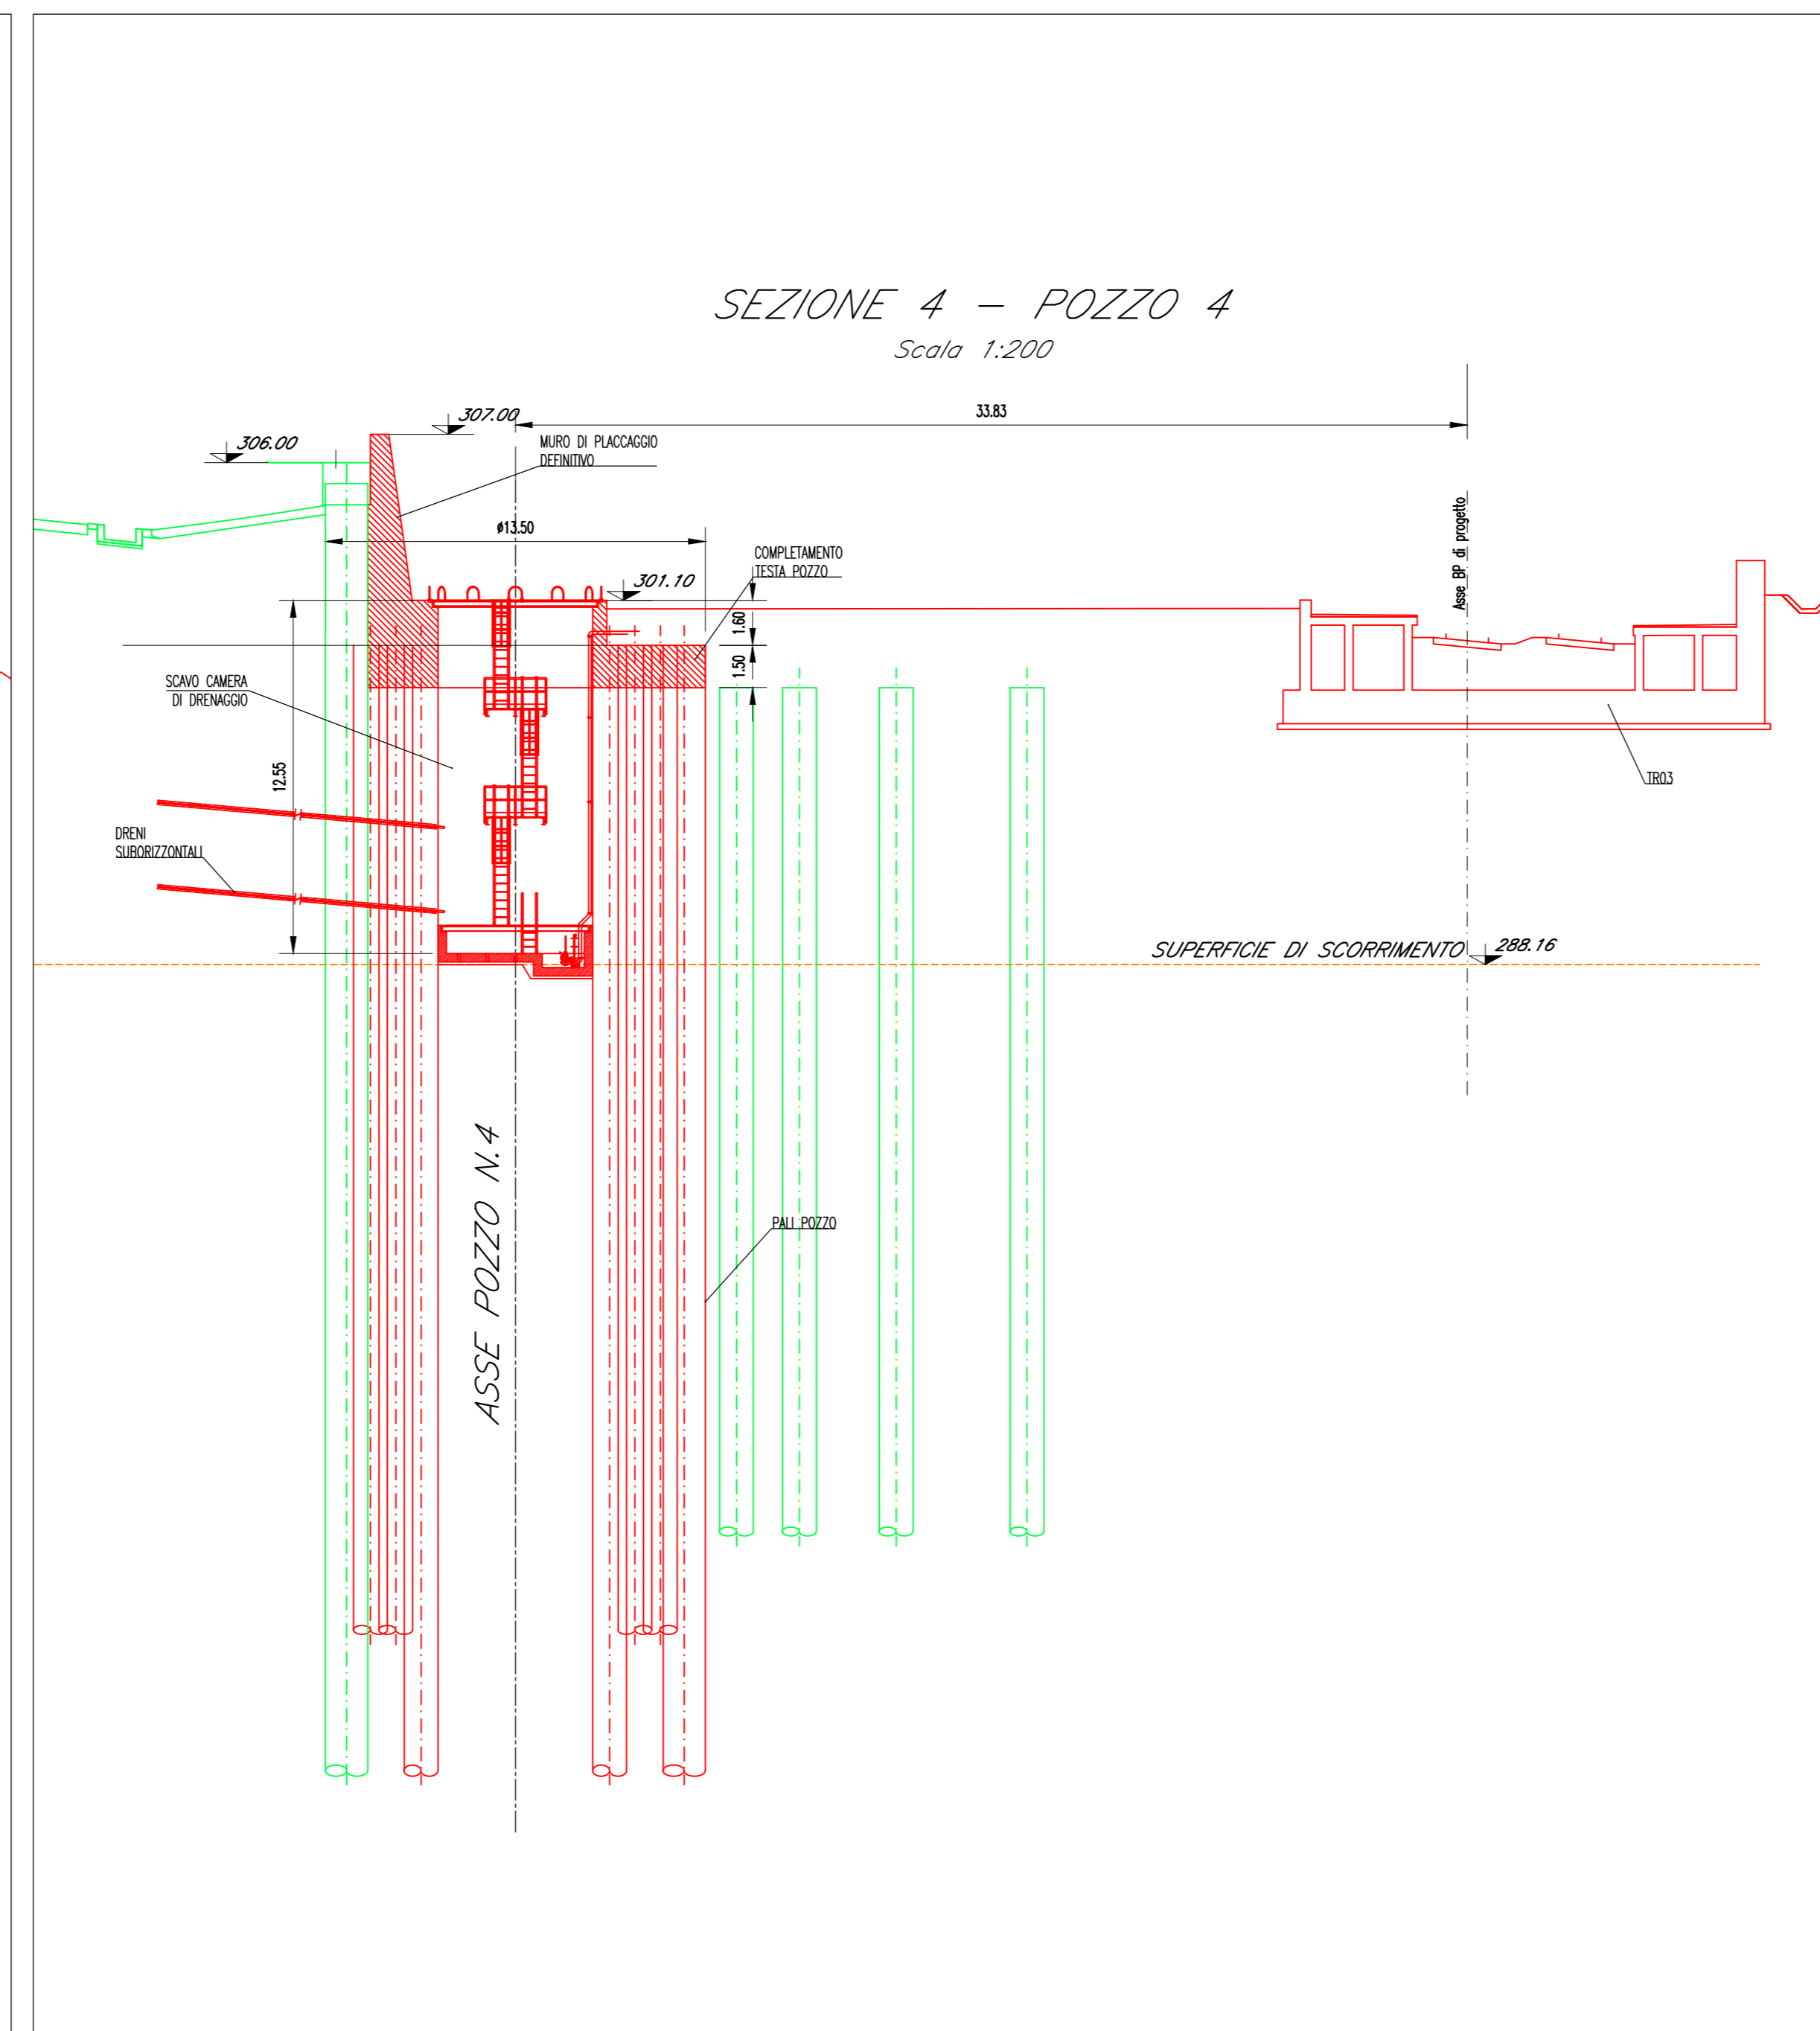 SEZIONE 4 - POZZO 4
Scala 1:200
307.00
33.83
306.00
MURO DI PLACCAGGIO
DEFINITIVO
Asse BP di progetto
ø13.50
COMPLETAMENTO
TESTA POZZO
301.10
1.60
1.50
SCAVO CAMERA
DI DRENAGGIO
12.55
TR03
DRENI
SUBORIZZONTALI
SUPERFICIE DI SCORRIMENTO
288.16
ASSE POZZO N.4
PALI POZZO